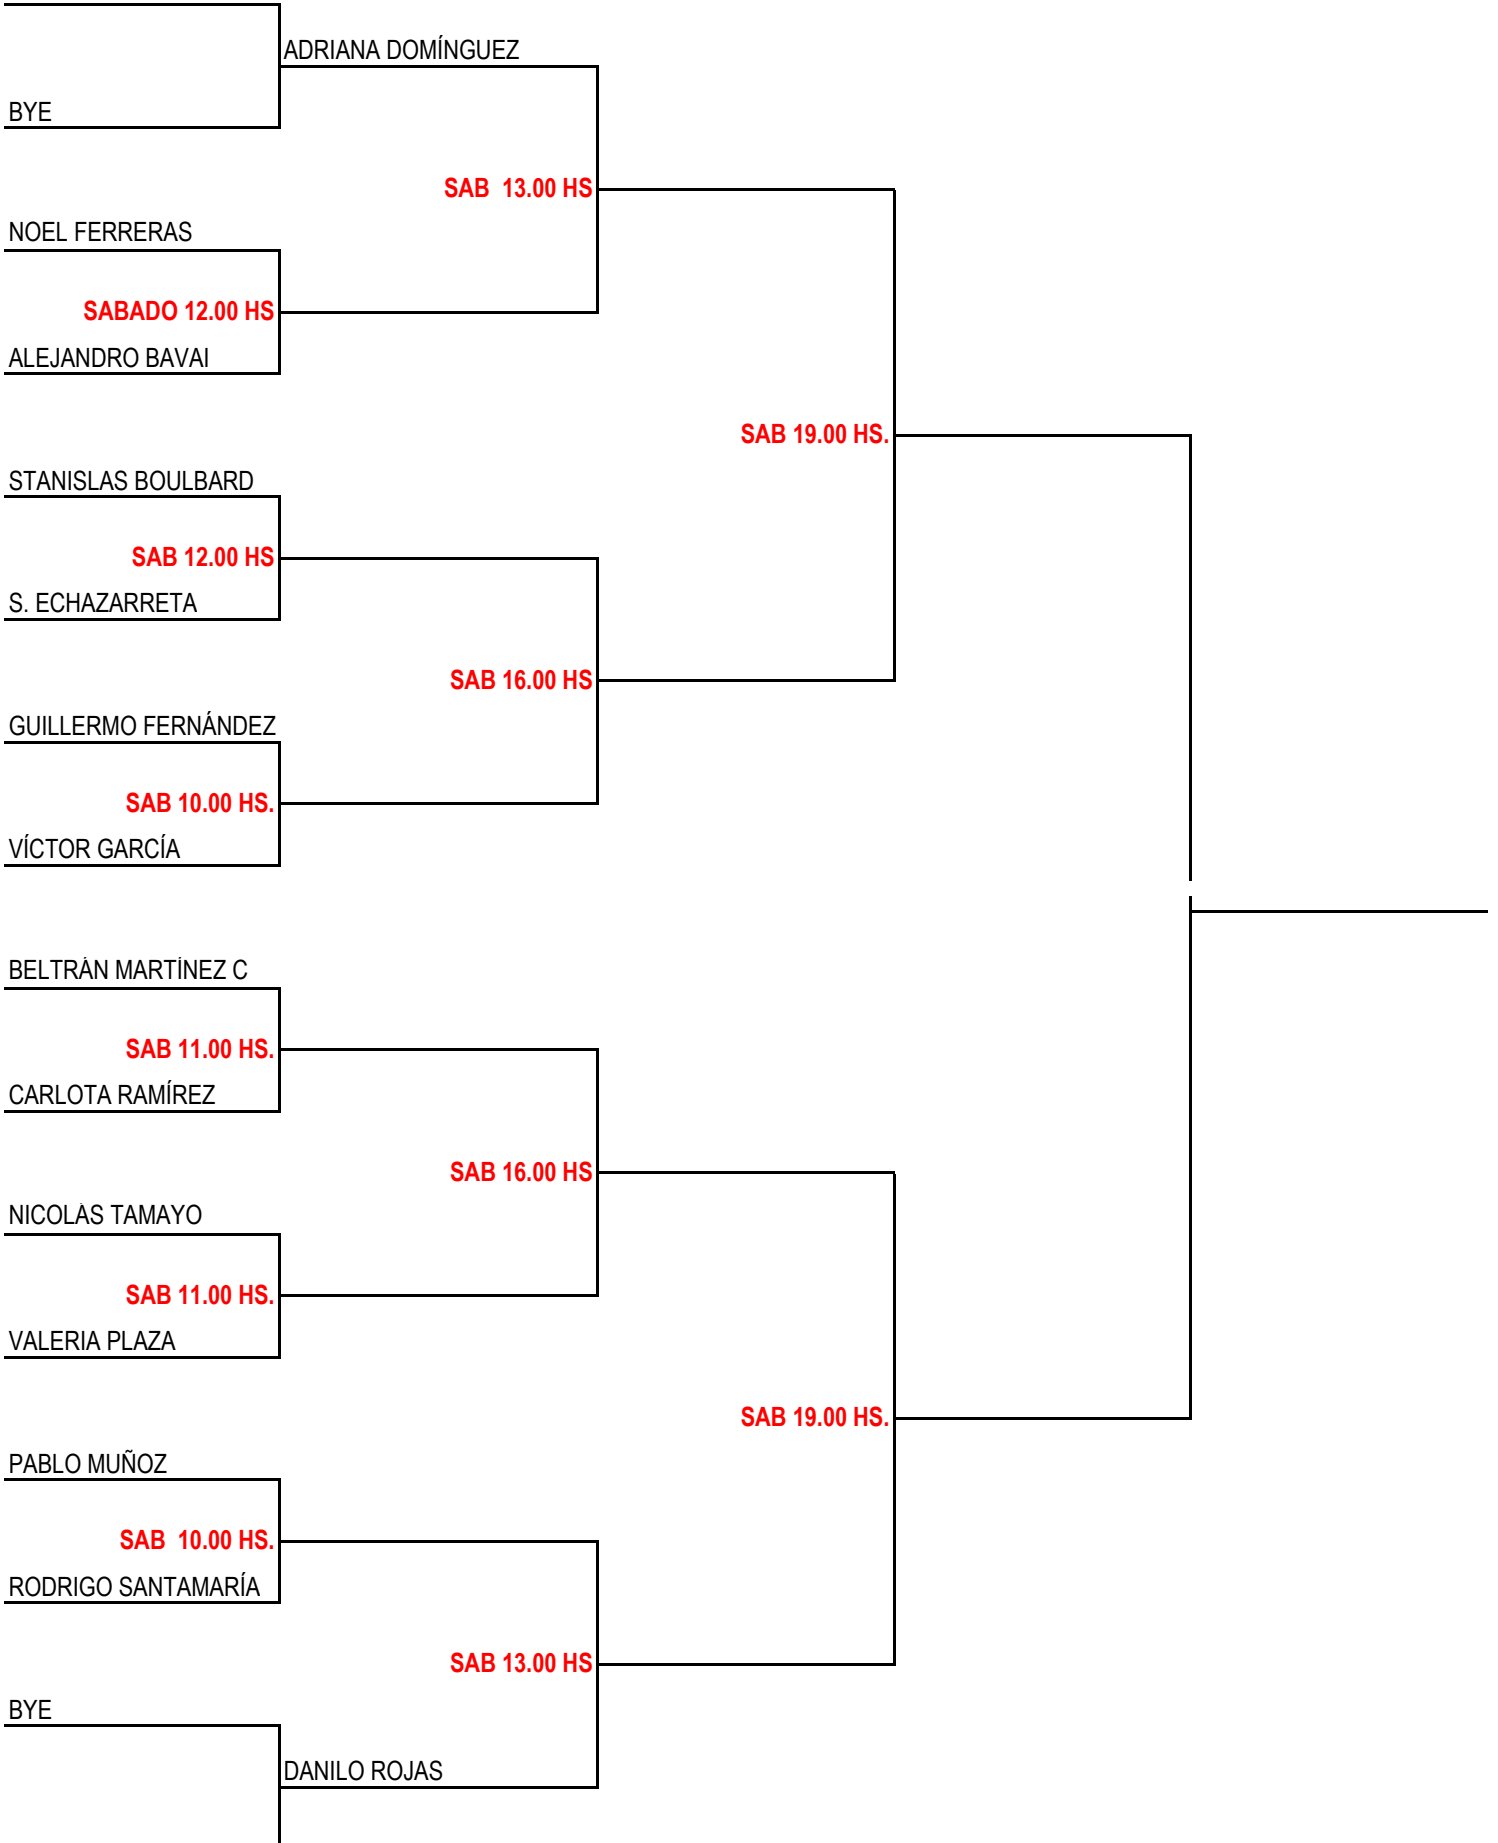 ADRIANA DOMÍNGUEZ
BYE
SAB  13.00 HS
NOEL FERRERAS
SABADO 12.00 HS
ALEJANDRO BAVAI
SAB 19.00 HS.
STANISLAS BOULBARD
SAB 12.00 HS
S. ECHAZARRETA
SAB 16.00 HS
GUILLERMO FERNÁNDEZ
SAB 10.00 HS.
VÍCTOR GARCÍA
BELTRÁN MARTÍNEZ C
SAB 11.00 HS.
CARLOTA RAMÍREZ
SAB 16.00 HS
NICOLÁS TAMAYO
SAB 11.00 HS.
VALERIA PLAZA
SAB 19.00 HS.
PABLO MUÑOZ
SAB  10.00 HS.
RODRIGO SANTAMARÍA
SAB 13.00 HS
BYE
DANILO ROJAS